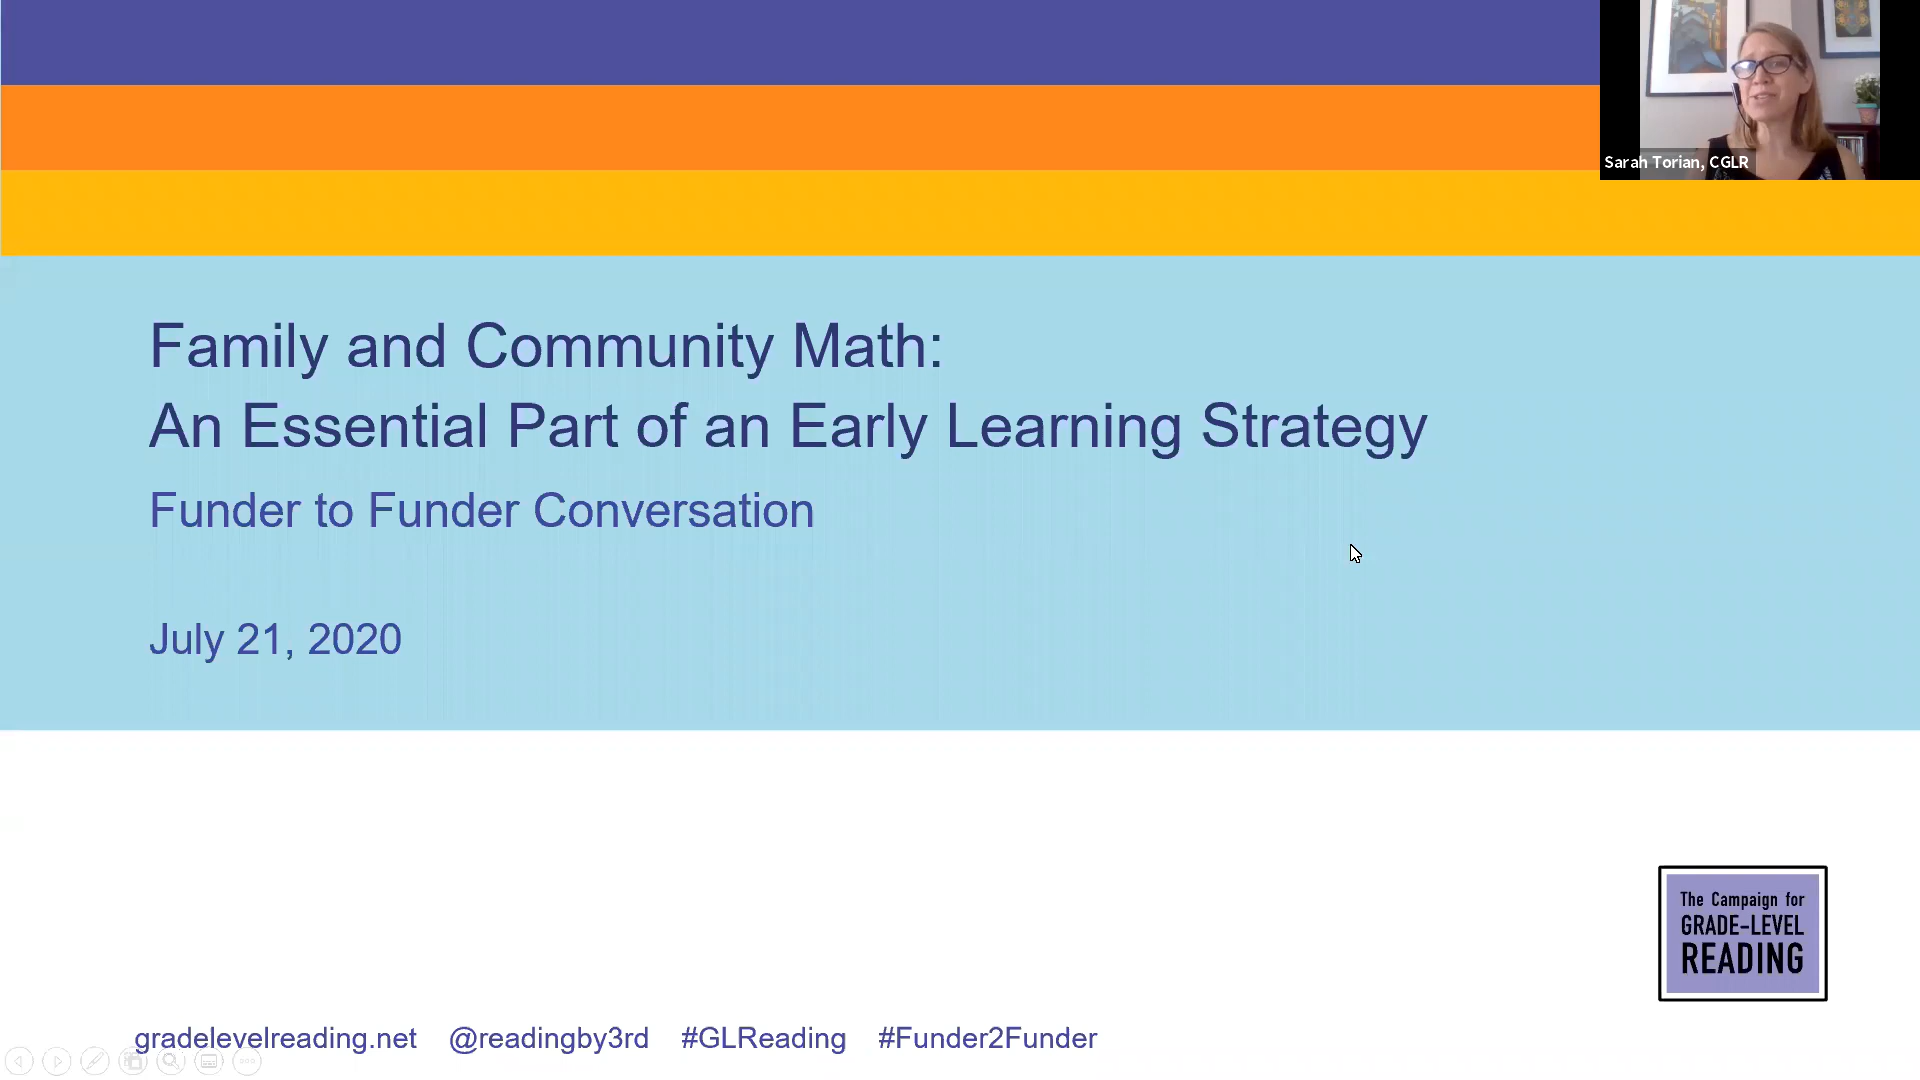 Sarah Torian, CGLR
Family and Community Math:
An Essential Part of an Early Learning Strategy
Funder to Funder Conversation
July 21, 2020
The Campaign for
GRADE-LEVEL
READING
gradelevelreading.net @readingby3rd #GLReading #Funder2Funder